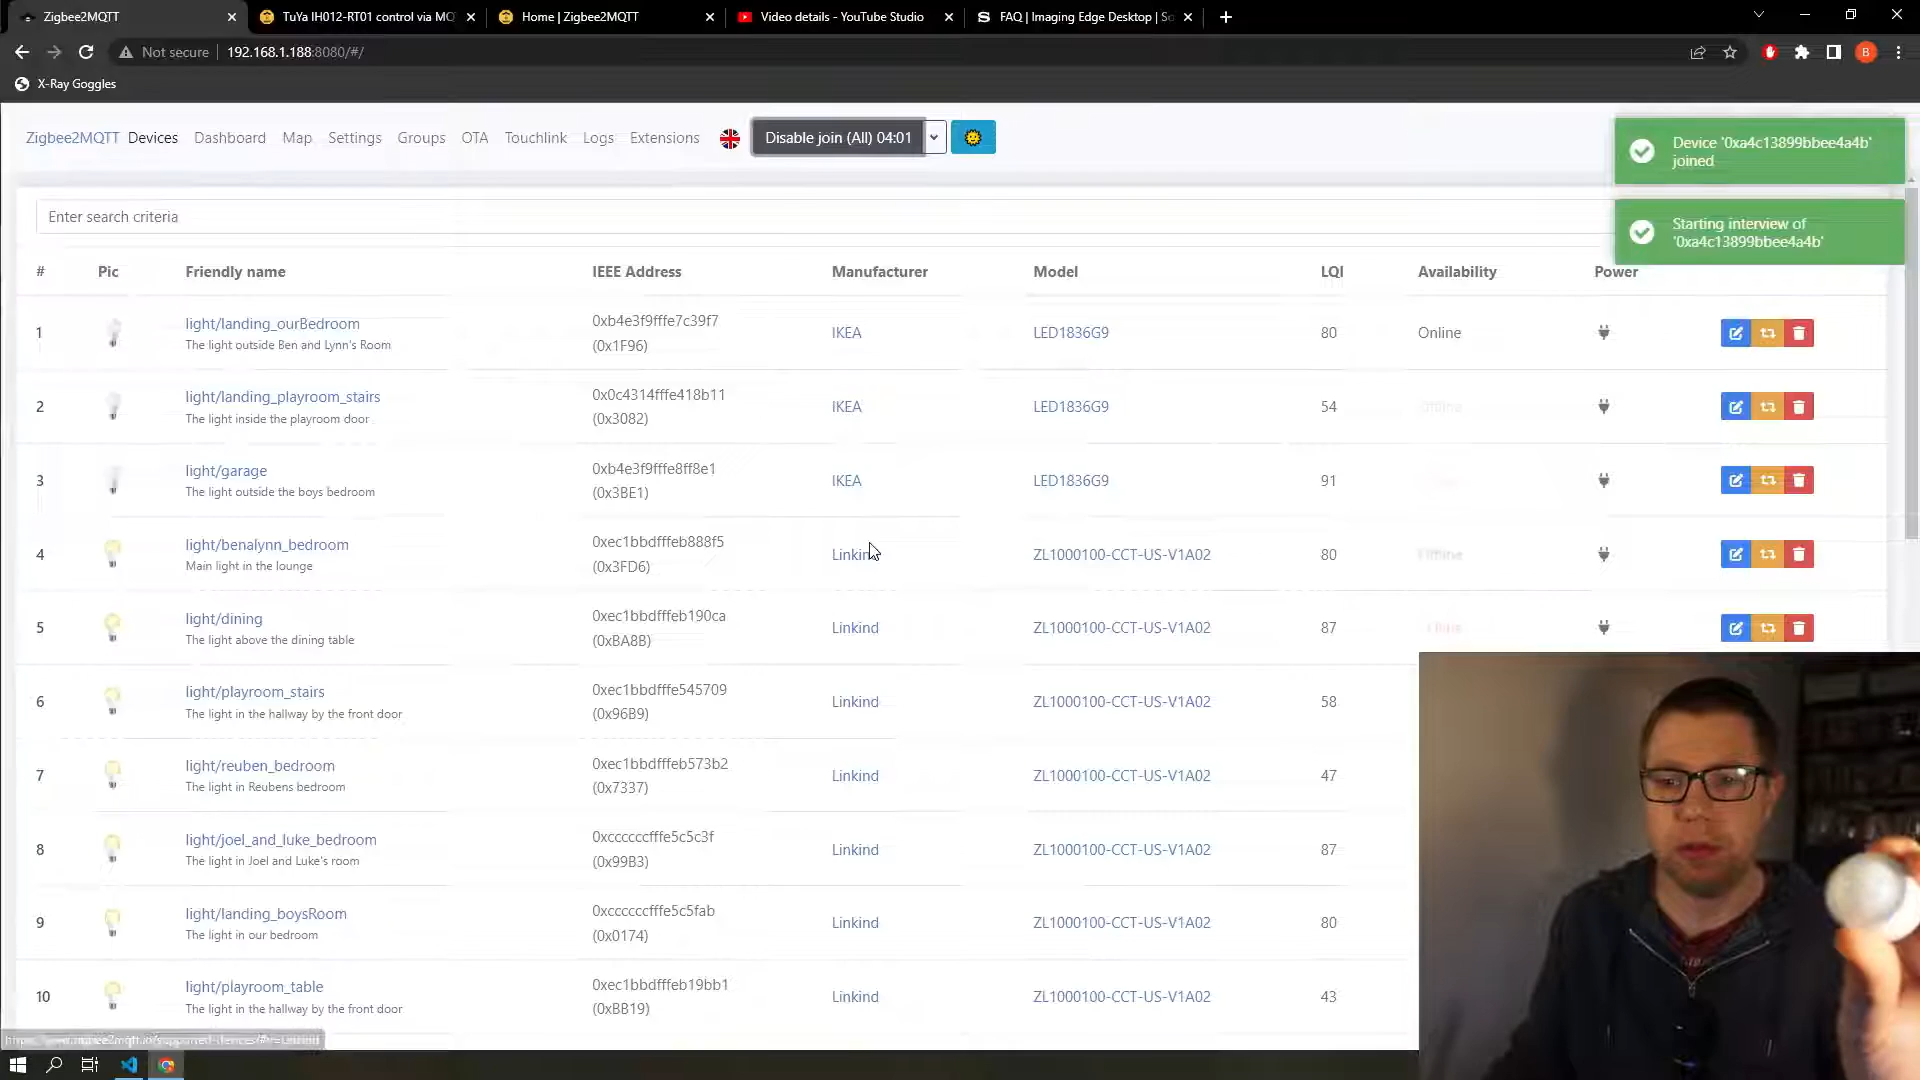 Zigbee2MQTT
TuYa IH012-RT01 control via MQ
Home | Zigbee2MQTT
Video details - YouTube Studio
FAQ | Imaging Edge Desktop | So
Not secure
192.168.1.188:8080/#/
B
X-Ray Goggles
Zigbee2MQTT Devices Dashboard Map Settings Groups OTA Touchlink Logs Extensions
Disable join (All) 04:01
Device '0xa4c13899bbee4a4b' joined
Starting interview of '0xa4c13899bbee4a4b'
Enter search criteria
# Pic Friendly name IEEE Address Manufacturer Model LQI Availability Power
1 light/landing_ourBedroom 0xb4e3f9fffe7c39f7 IKEA LED1836G9 80 Online
The light outside Ben and Lynn's Room (0x1F96)
2 light/landing_playroom_stairs 0x0c4314fffe418b11 IKEA LED1836G9 54 Offline
The light inside the playroom door (0x3082)
3 light/garage 0xb4e3f9fffe8ff8e1 IKEA LED1836G9 91
The light outside the boys bedroom (0x3BE1)
4 light/benalynn_bedroom 0xec1bbdfffeb888f5 Linkind ZL1000100-CCT-US-V1A02 80 Offline
Main light in the lounge (0x3FD6)
5 light/dining 0xec1bbdfffeb190ca Linkind ZL1000100-CCT-US-V1A02 87
The light above the dining table (0xBA8B)
6 light/playroom_stairs 0xec1bbdfffe545709 Linkind ZL1000100-CCT-US-V1A02 58
The light in the hallway by the front door (0x96B9)
7 light/reuben_bedroom 0xec1bbdfffeb573b2 Linkind ZL1000100-CCT-US-V1A02 47
The light in Reubens bedroom (0x7337)
8 light/joel_and_luke_bedroom 0xccccccfffe5c5c3f Linkind ZL1000100-CCT-US-V1A02 87
The light in Joel and Luke's room (0x99B3)
9 light/landing_boysRoom 0xccccccfffe5c5fab Linkind ZL1000100-CCT-US-V1A02 80
The light in our bedroom (0x0174)
10 light/playroom_table 0xec1bbdfffeb19bb1 Linkind ZL1000100-CCT-US-V1A02 43
The light in the hallway by the front door (0xBB19)